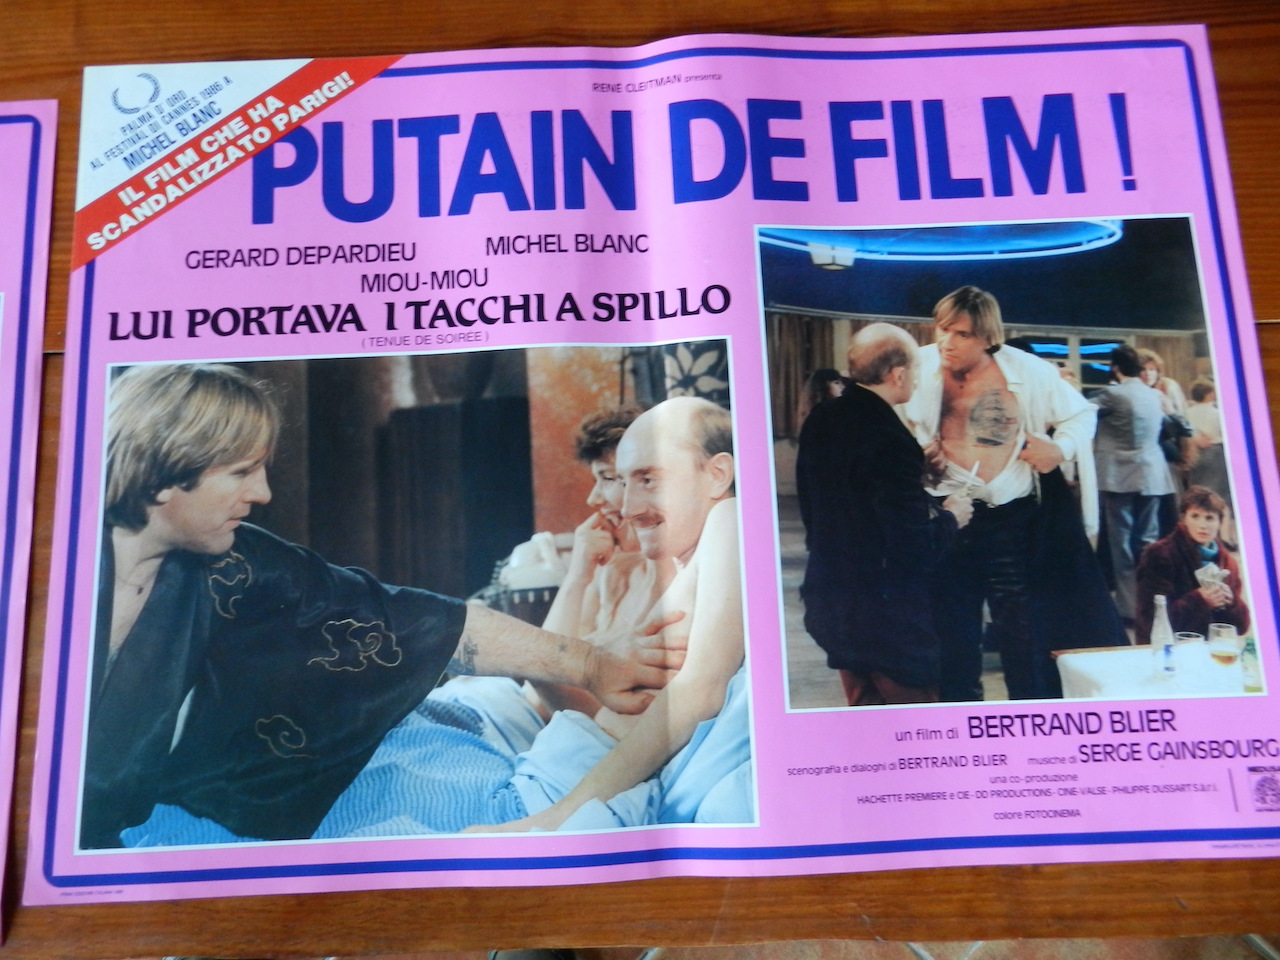 PALMA D'ORO
AL FESTIVAL DI CANNES 1986 A
MICHEL BLANC
IL FILM CHE HA
SCANDALIZZATO PARIGI!
RENE CLEITMAN presenta
PUTAIN DE FILM !
GERARD DEPARDIEU MICHEL BLANC
MIOU-MIOU
LUI PORTAVA I TACCHI A SPILLO
(TENUE DE SOIREE)
un film di BERTRAND BLIER
scenografia e dialoghi di BERTRAND BLIER musiche di SERGE GAINSBOURG
una co-produzione
HACHETTE PREMIERE e CIE - DD PRODUCTIONS - CINE-VALSE - PHILIPPE DUSSART S.à.r.l.
colore FOTOCINEMA
MEDUSA